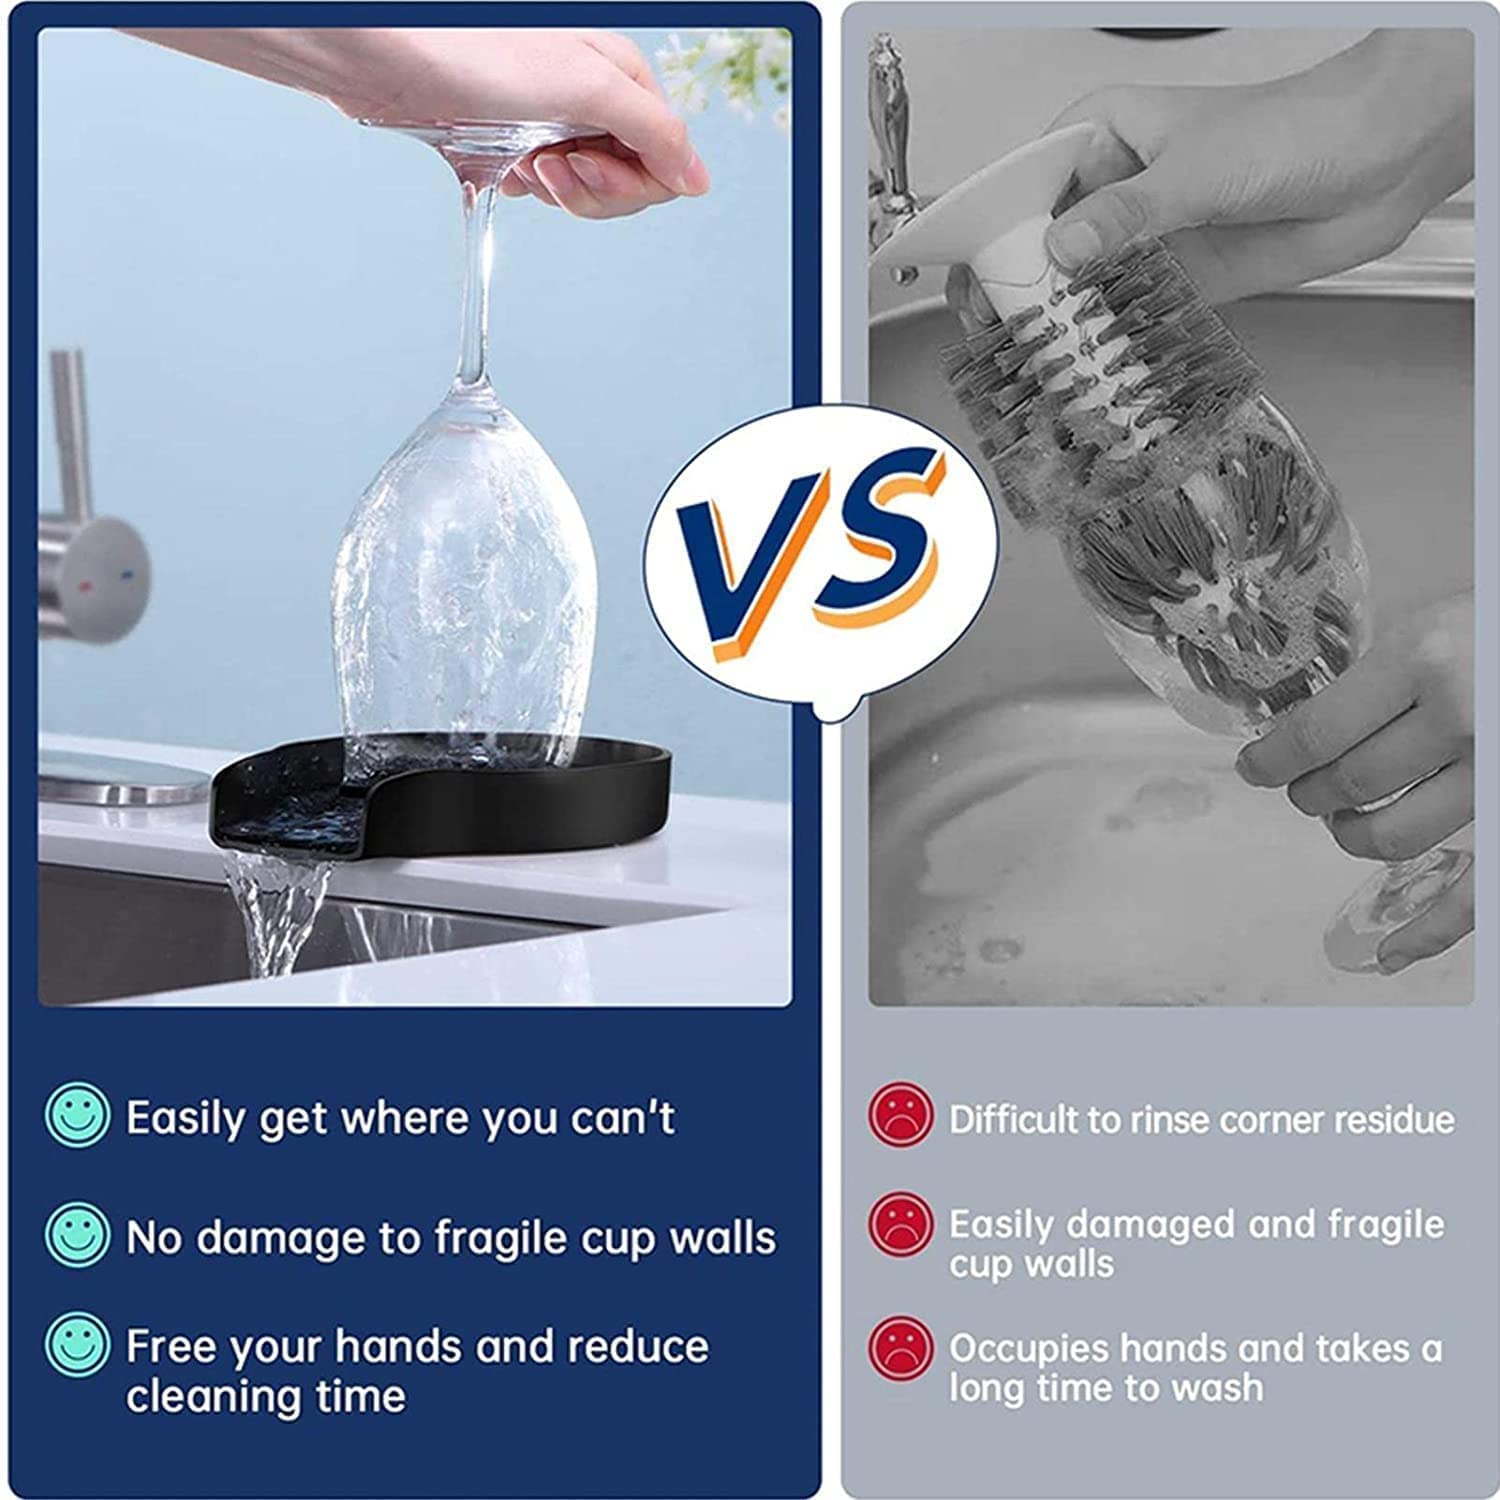 VS
Easily get where you can't
No damage to fragile cup walls
Free your hands and reduce
cleaning time
Difficult to rinse corner residue
Easily damaged and fragile
cup walls
Occupies hands and takes a
long time to wash